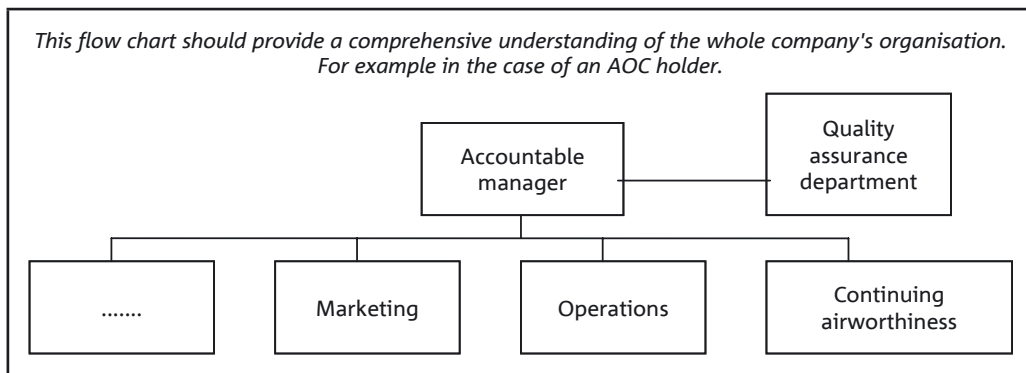 This flow chart should provide a comprehensive understanding of the whole company's organisation.
For example in the case of an AOC holder.
Accountable
manager
Quality
assurance
department
.......
Marketing
Operations
Continuing
airworthiness